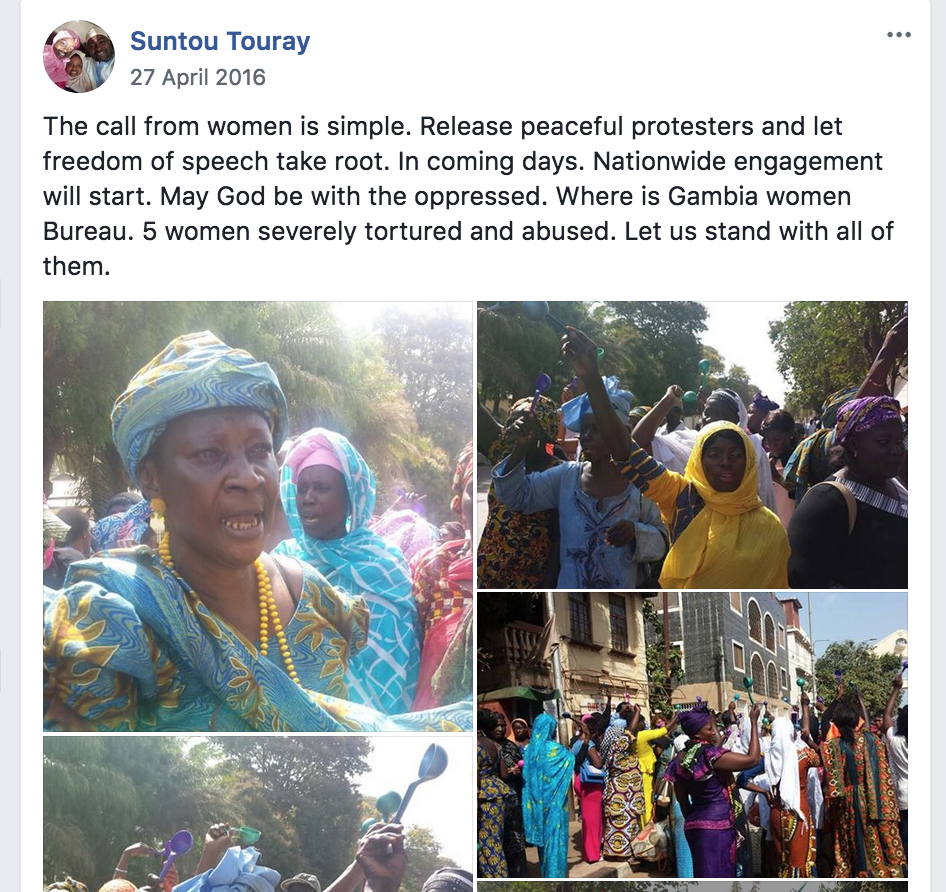 Suntou Touray
27 April 2016
The call from women is simple. Release peaceful protesters and let
freedom of speech take root. In coming days. Nationwide engagement
will start. May God be with the oppressed. Where is Gambia women
Bureau. 5 women severely tortured and abused. Let us stand with all of
them.